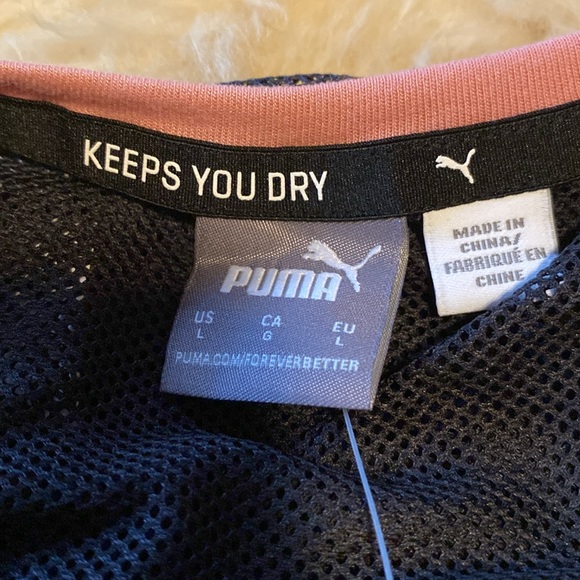 KEEPS YOU DRY
PUMA
US CA EU
L G L
PUMA.COM/FOREVERBETTER
MADE IN
CHINA/
FABRIQUÉ EN
CHINE